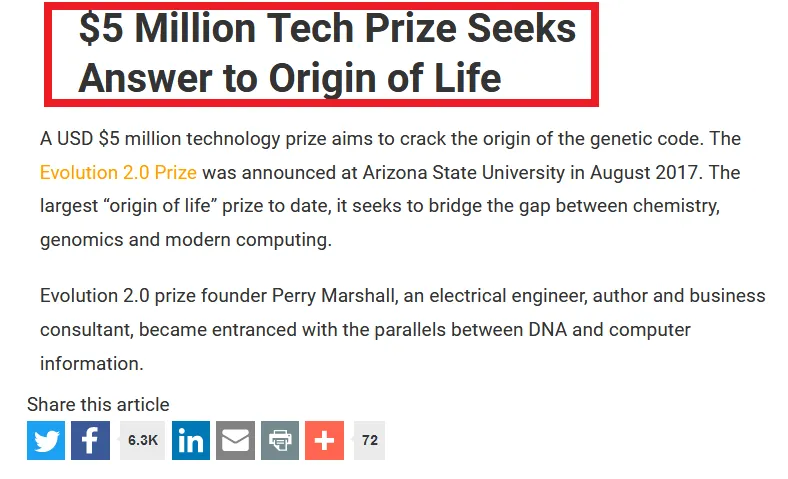 $5 Million Tech Prize Seeks
Answer to Origin of Life
A USD $5 million technology prize aims to crack the origin of the genetic code. The
Evolution 2.0 Prize was announced at Arizona State University in August 2017. The
largest “origin of life” prize to date, it seeks to bridge the gap between chemistry,
genomics and modern computing.
Evolution 2.0 prize founder Perry Marshall, an electrical engineer, author and business
consultant, became entranced with the parallels between DNA and computer
information.
Share this article
6.3K 72